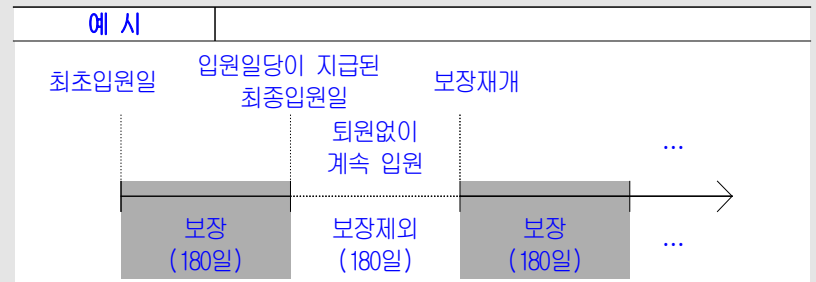 예 시
최초입원일
입원일당이 지급된
최종입원일
보장재개
퇴원없이
계속 입원
...
보장
(180일)
보장제외
(180일)
보장
(180일)
...